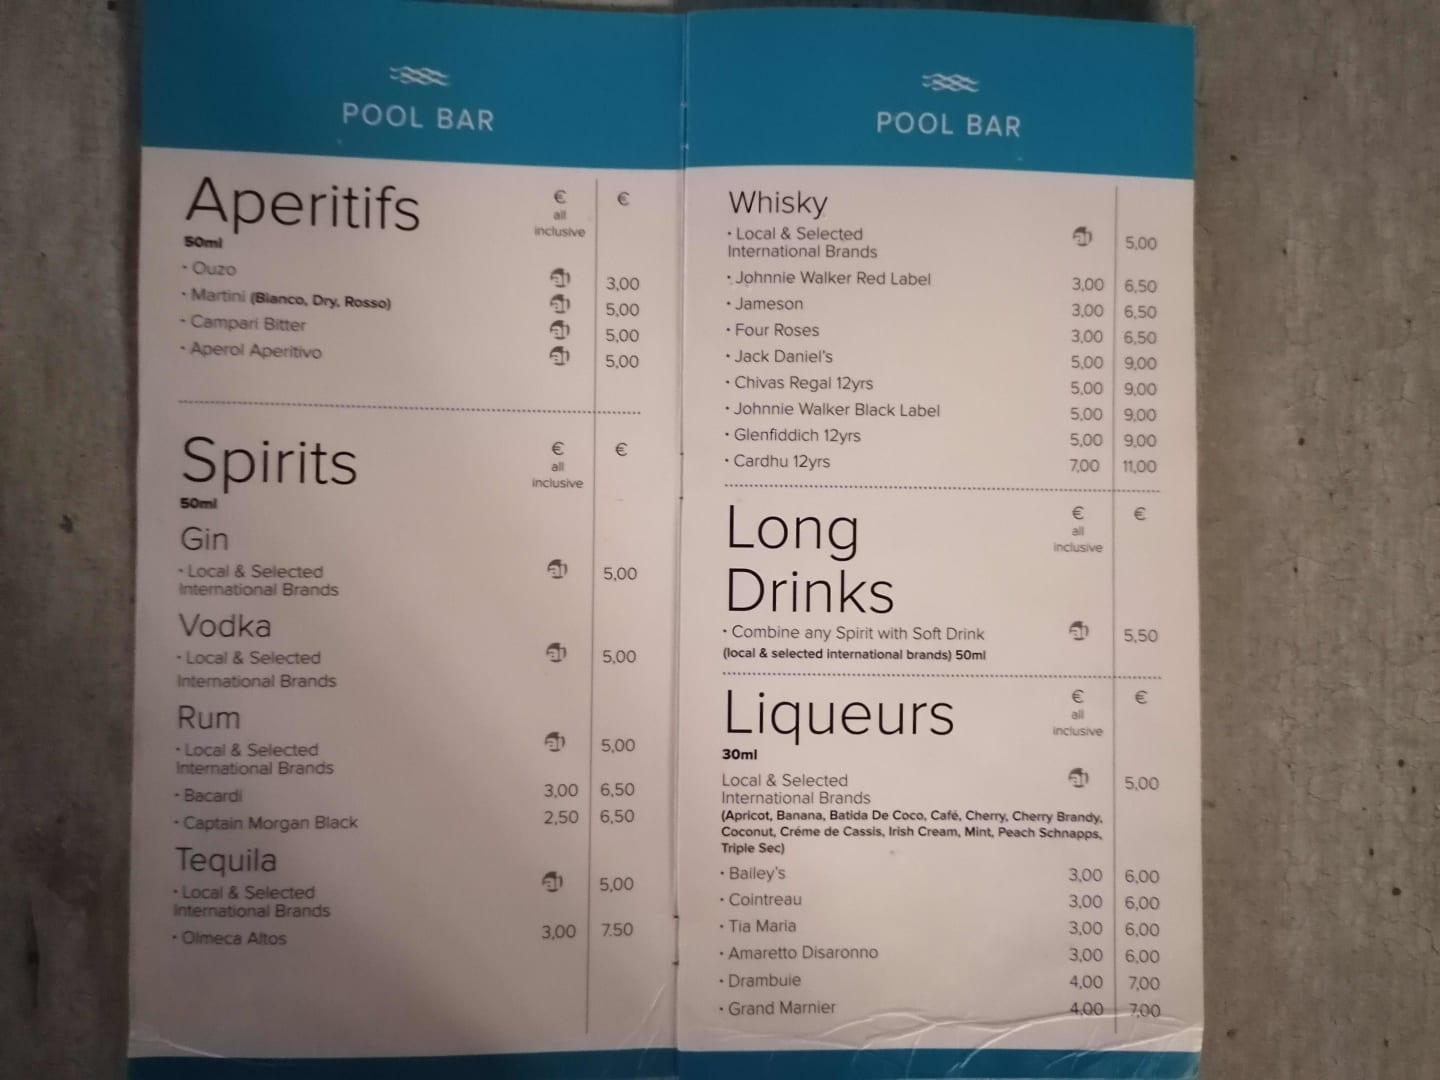 POOL BAR
Aperitifs € €
all
inclusive
50ml
• Ouzo ai 3,00
• Martini (Bianco, Dry, Rosso) ai 5,00
• Campari Bitter ai 5,00
• Aperol Aperitivo ai 5,00
Spirits € €
all
inclusive
50ml
Gin
• Local & Selected ai 5,00
International Brands
Vodka
• Local & Selected ai 5,00
International Brands
Rum
• Local & Selected ai 5,00
International Brands
• Bacardi 3,00 6,50
• Captain Morgan Black 2,50 6,50
Tequila
• Local & Selected ai 5,00
International Brands
• Olmeca Altos 3,00 7.50
POOL BAR
Whisky
• Local & Selected ai 5,00
International Brands
• Johnnie Walker Red Label 3,00 6,50
• Jameson 3,00 6,50
• Four Roses 3,00 6,50
• Jack Daniel's 5,00 9,00
• Chivas Regal 12yrs 5,00 9,00
• Johnnie Walker Black Label 5,00 9,00
• Glenfiddich 12yrs 5,00 9,00
• Cardhu 12yrs 7,00 11,00
Long € €
all
inclusive
Drinks
• Combine any Spirit with Soft Drink ai 5,50
(local & selected international brands) 50ml
Liqueurs € €
all
inclusive
30ml
Local & Selected ai 5,00
International Brands
(Apricot, Banana, Batida De Coco, Café, Cherry, Cherry Brandy,
Coconut, Créme de Cassis, Irish Cream, Mint, Peach Schnapps,
Triple Sec)
• Bailey's 3,00 6,00
• Cointreau 3,00 6,00
• Tia Maria 3,00 6,00
• Amaretto Disaronno 3,00 6,00
• Drambuie 4,00 7,00
• Grand Marnier 4,00 7,00